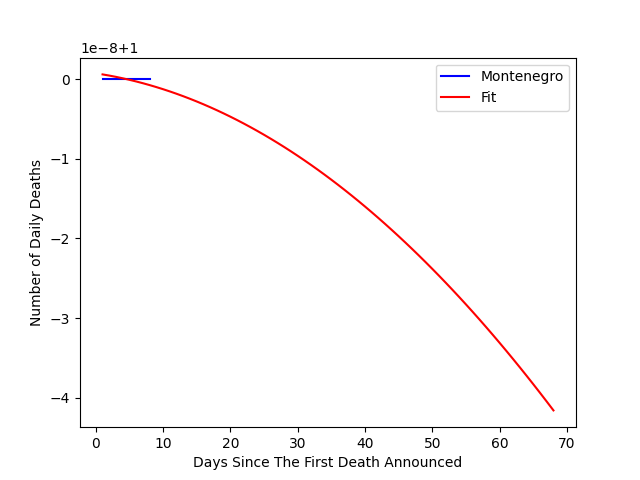 1e−8+1
0
−1
−2
−3
−4
Number of Daily Deaths
Montenegro
Fit
0 10 20 30 40 50 60 70
Days Since The First Death Announced